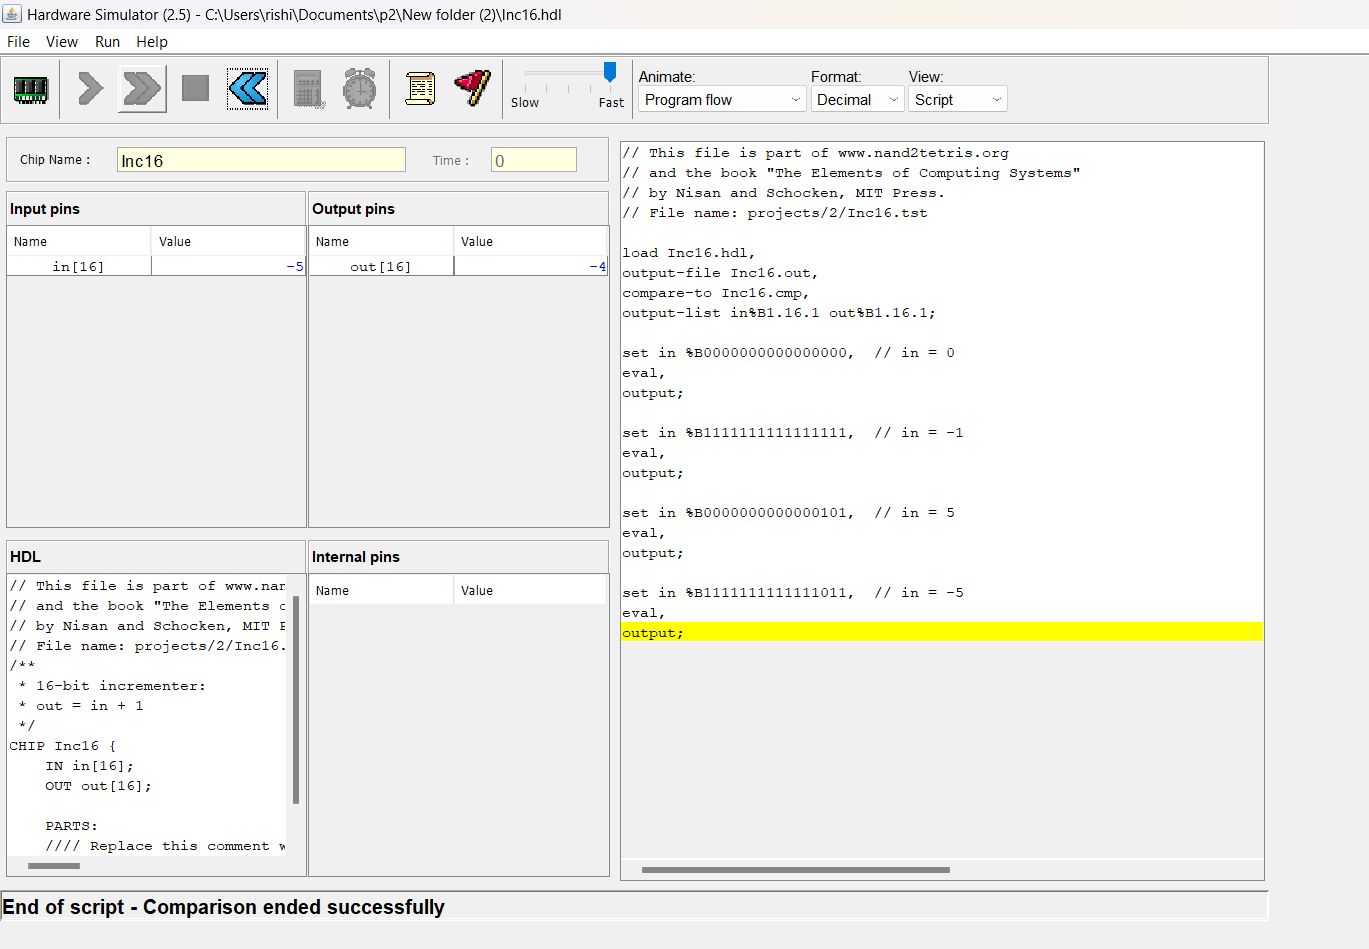 Hardware Simulator (2.5) - C:\Users\rishi\Documents\p2\New folder (2)\Inc16.hdl
File View Run Help
Slow Fast
Animate: Format: View:
Program flow Decimal Script
Chip Name : Inc16 Time : 0
Input pins
Name Value
in[16] -5
Output pins
Name Value
out[16] -4
HDL
// This file is part of www.nan
// and the book "The Elements o
// by Nisan and Schocken, MIT P
// File name: projects/2/Inc16.
/**
* 16-bit incrementer:
* out = in + 1
*/
CHIP Inc16 {
IN in[16];
OUT out[16];
PARTS:
//// Replace this comment w
Internal pins
Name Value
// This file is part of www.nand2tetris.org
// and the book "The Elements of Computing Systems"
// by Nisan and Schocken, MIT Press.
// File name: projects/2/Inc16.tst
load Inc16.hdl,
output-file Inc16.out,
compare-to Inc16.cmp,
output-list in%B1.16.1 out%B1.16.1;
set in %B0000000000000000,  // in = 0
eval,
output;
set in %B1111111111111111,  // in = -1
eval,
output;
set in %B0000000000000101,  // in = 5
eval,
output;
set in %B1111111111111011,  // in = -5
eval,
output;
End of script - Comparison ended successfully